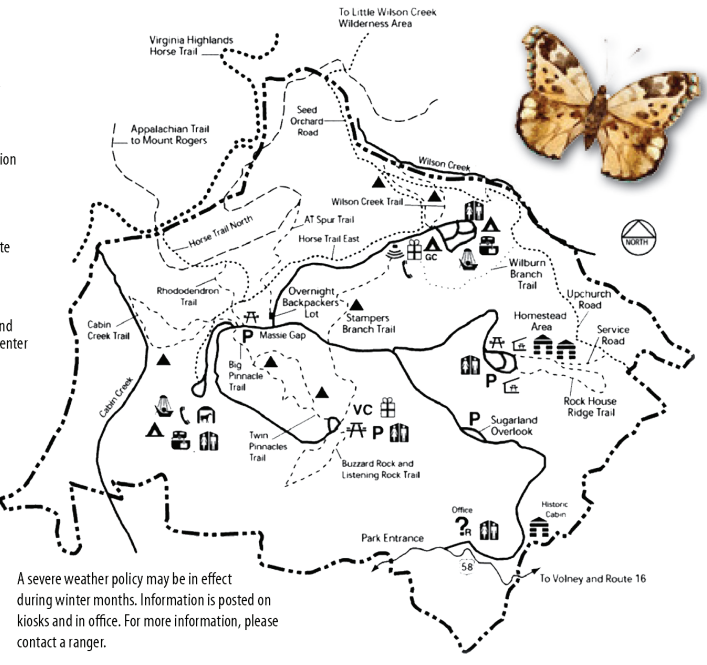 To Little Wilson Creek
Wilderness Area
Virginia Highlands
Horse Trail
Seed
Orchard
Road
Appalachian Trail
to Mount Rogers
ion
Wilson Creek
Wilson Creek Trail
te
Horse Trail North
AT Spur Trail
Horse Trail East
NORTH
GC
Wilburn
Branch
Trail
Rhododendron
Trail
Overnight
Backpackers
Lot
Upchurch
Road
nd
enter
Cabin
Creek Trail
Stampers
Branch Trail
Homestead
Area
Service
Road
P
Massie Gap
Big
Pinnacle
Trail
P
Rock House
Ridge Trail
Cabin Creek
VC
P
P
Sugarland
Overlook
Twin
Pinnacles
Trail
Buzzard Rock and
Listening Rock Trail
Office
?R
Historic
Cabin
Park Entrance
58
To Volney and Route 16
A severe weather policy may be in effect
during winter months. Information is posted on
kiosks and in office. For more information, please
contact a ranger.